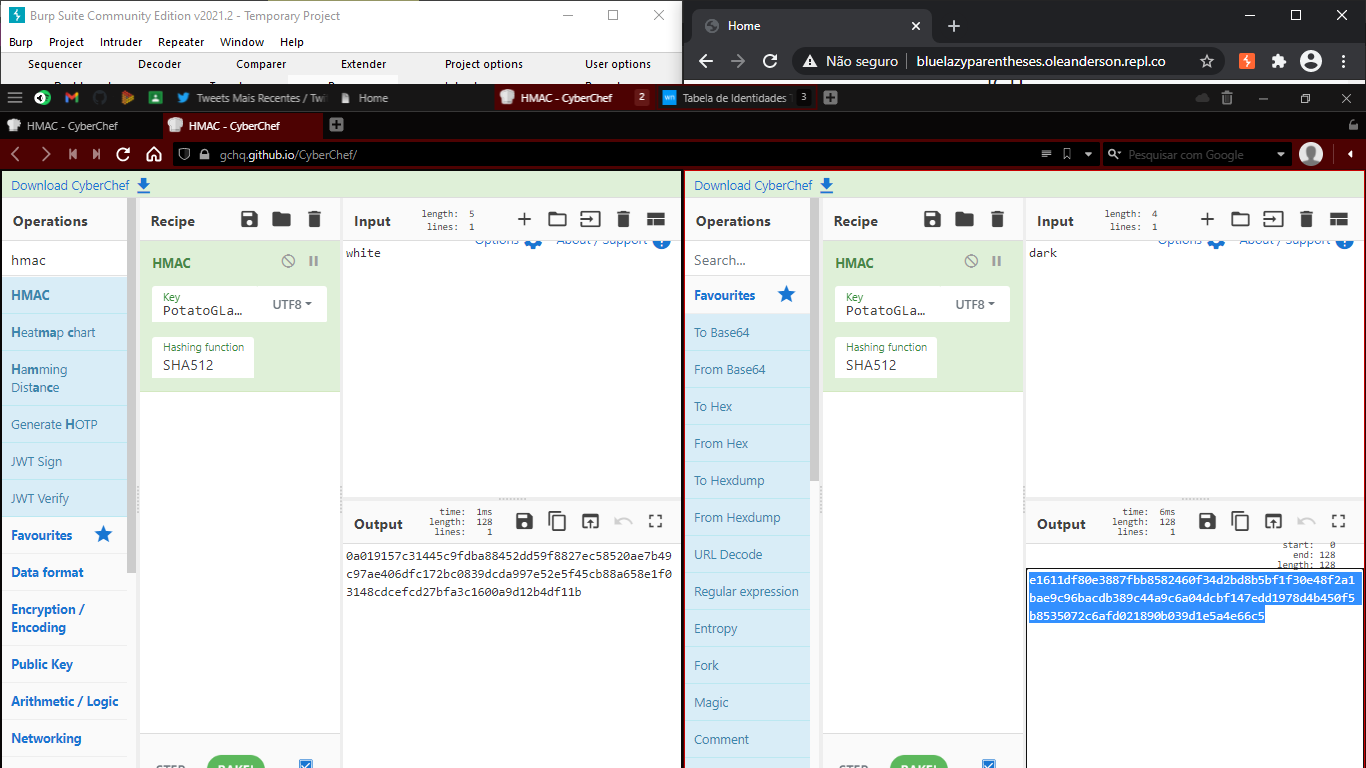 Burp Suite Community Edition v2021.2 - Temporary Project
Burp Project Intruder Repeater Window Help
Sequencer Decoder Comparer Extender Project options User options
Home
Não seguro bluelazyparentheses.oleanderson.repl.co
Tweets Mais Recentes / Twi Home HMAC - CyberChef 2 Tabela de Identidades 3
HMAC - CyberChef HMAC - CyberChef
gchq.github.io/CyberChef/ Pesquisar com Google
Download CyberChef
Operations
hmac
HMAC
Heatmap chart
Hamming
Distance
Generate HOTP
JWT Sign
JWT Verify
Favourites
Data format
Encryption /
Encoding
Public Key
Arithmetic / Logic
Networking
Recipe
HMAC
Key
PotatoGLa… UTF8
Hashing function
SHA512
STEP BAKE!
Input length: 5
lines: 1
Options About / Support
white
Output time: 1ms
length: 128
lines: 1
0a019157c31445c9fdba88452dd59f8827ec58520ae7b49
c97ae406dfc172bc0839dcda997e52e5f45cb88a658e1f0
3148cdcefcd27bfa3c1600a9d12b4df11b
Download CyberChef
Operations
Search...
Favourites
To Base64
From Base64
To Hex
From Hex
To Hexdump
From Hexdump
URL Decode
Regular expression
Entropy
Fork
Magic
Comment
Recipe
HMAC
Key
PotatoGLa… UTF8
Hashing function
SHA512
STEP BAKE!
Input length: 4
lines: 1
Options About / Support
dark
Output time: 6ms
length: 128
lines: 1
start: 0
end: 128
length: 128
e1611df80e3887fbb8582460f34d2bd8b5bf1f30e48f2a1
bae9c96bacdb389c44a9c6a04dcbf147edd1978d4b450f5
b8535072c6afd021890b039d1e5a4e66c5